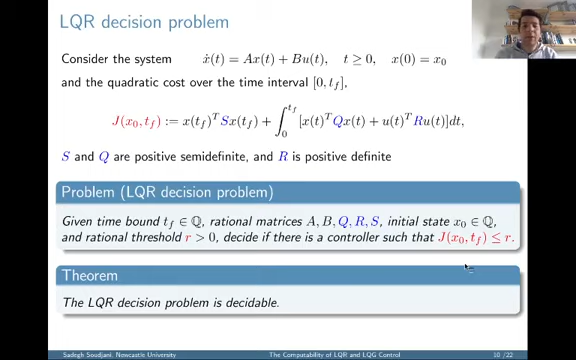 LQR decision problem
Consider the system ẋ(t) = Ax(t) + Bu(t), t ≥ 0, x(0) = x₀
and the quadratic cost over the time interval [0, t_f],
J(x₀, t_f) := x(t_f)ᵀSx(t_f) + ∫₀^{t_f} [x(t)ᵀQx(t) + u(t)ᵀRu(t)]dt,
S and Q are positive semidefinite, and R is positive definite
Problem (LQR decision problem)
Given time bound t_f ∈ ℚ, rational matrices A, B, Q, R, S, initial state x₀ ∈ ℚ,
and rational threshold r > 0, decide if there is a controller such that J(x₀, t_f) ≤ r.
Theorem
The LQR decision problem is decidable.
Sadegh Soudjani, Newcastle University The Computability of LQR and LQG Control 10 /22